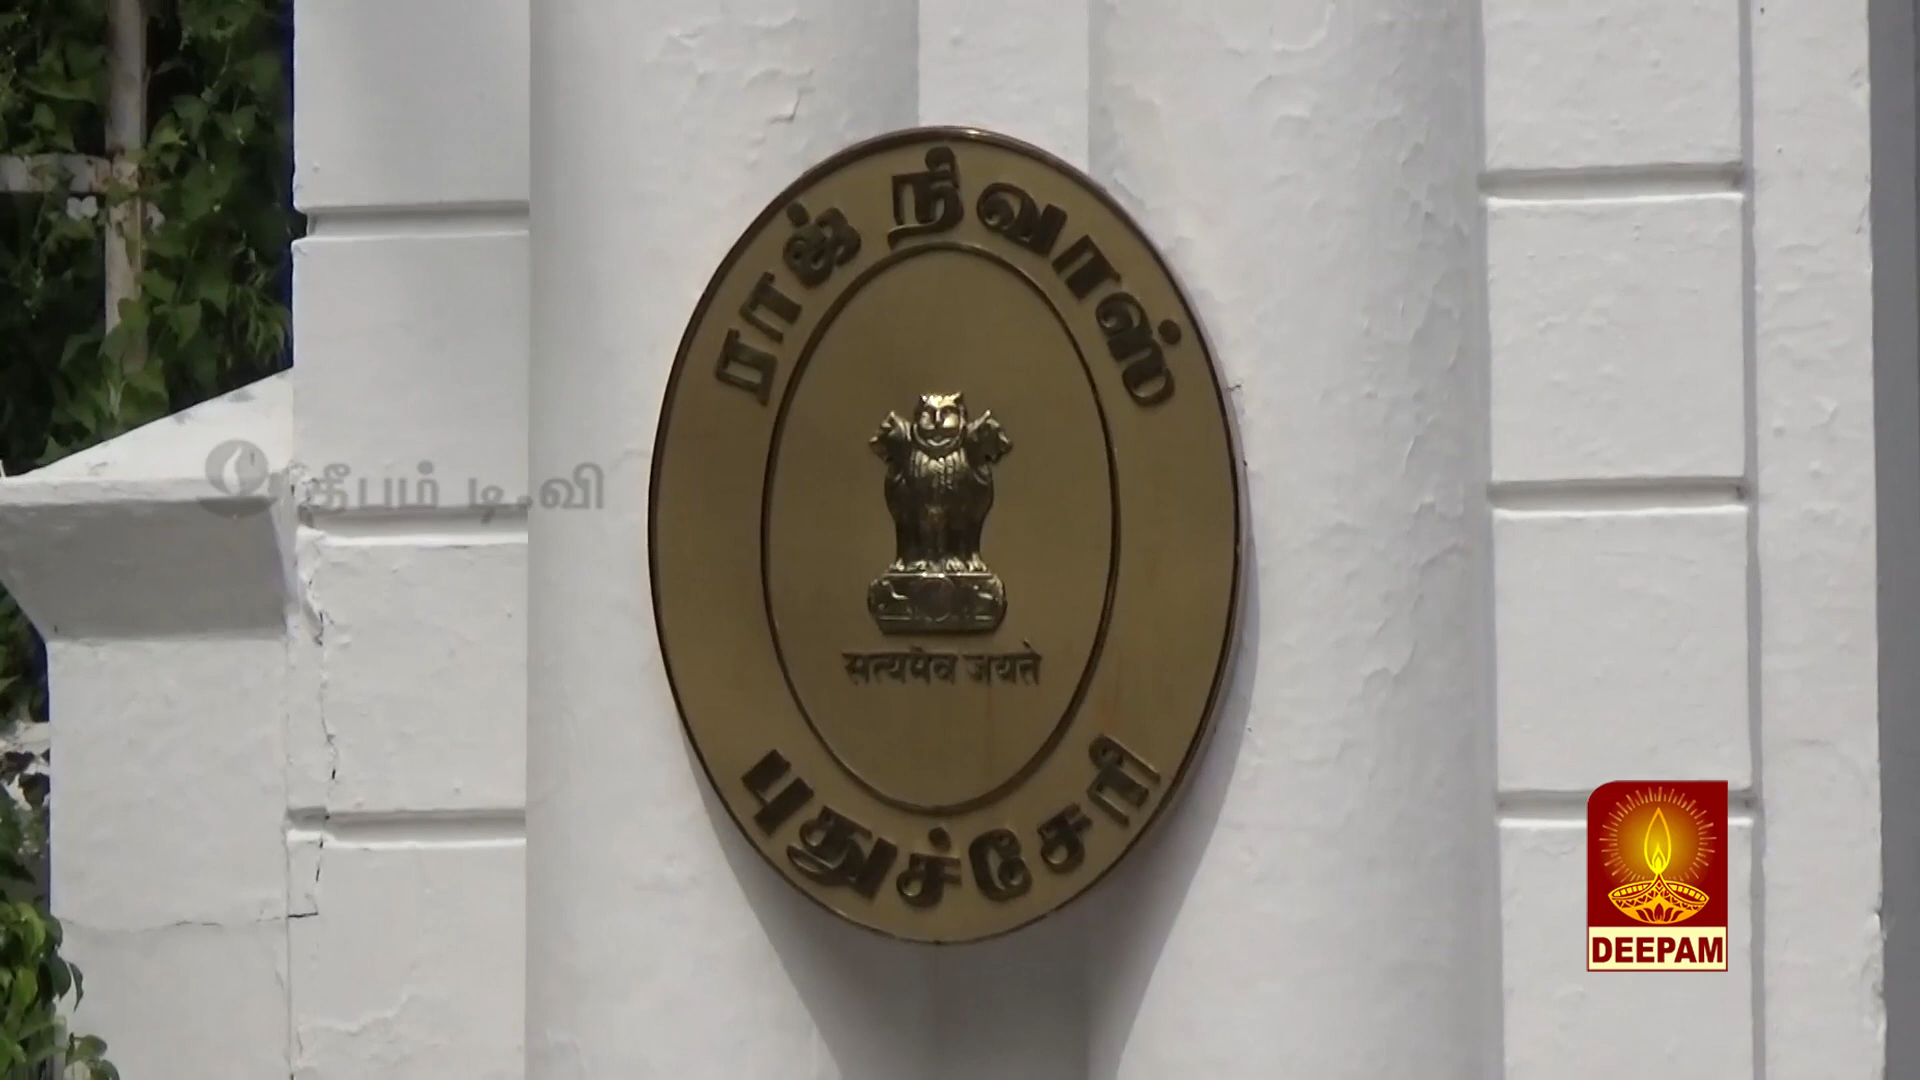 ராஜ் நிவாஸ்
தீபம் டி.வி
सत्यमेव जयते
புதுச்சேரி
DEEPAM